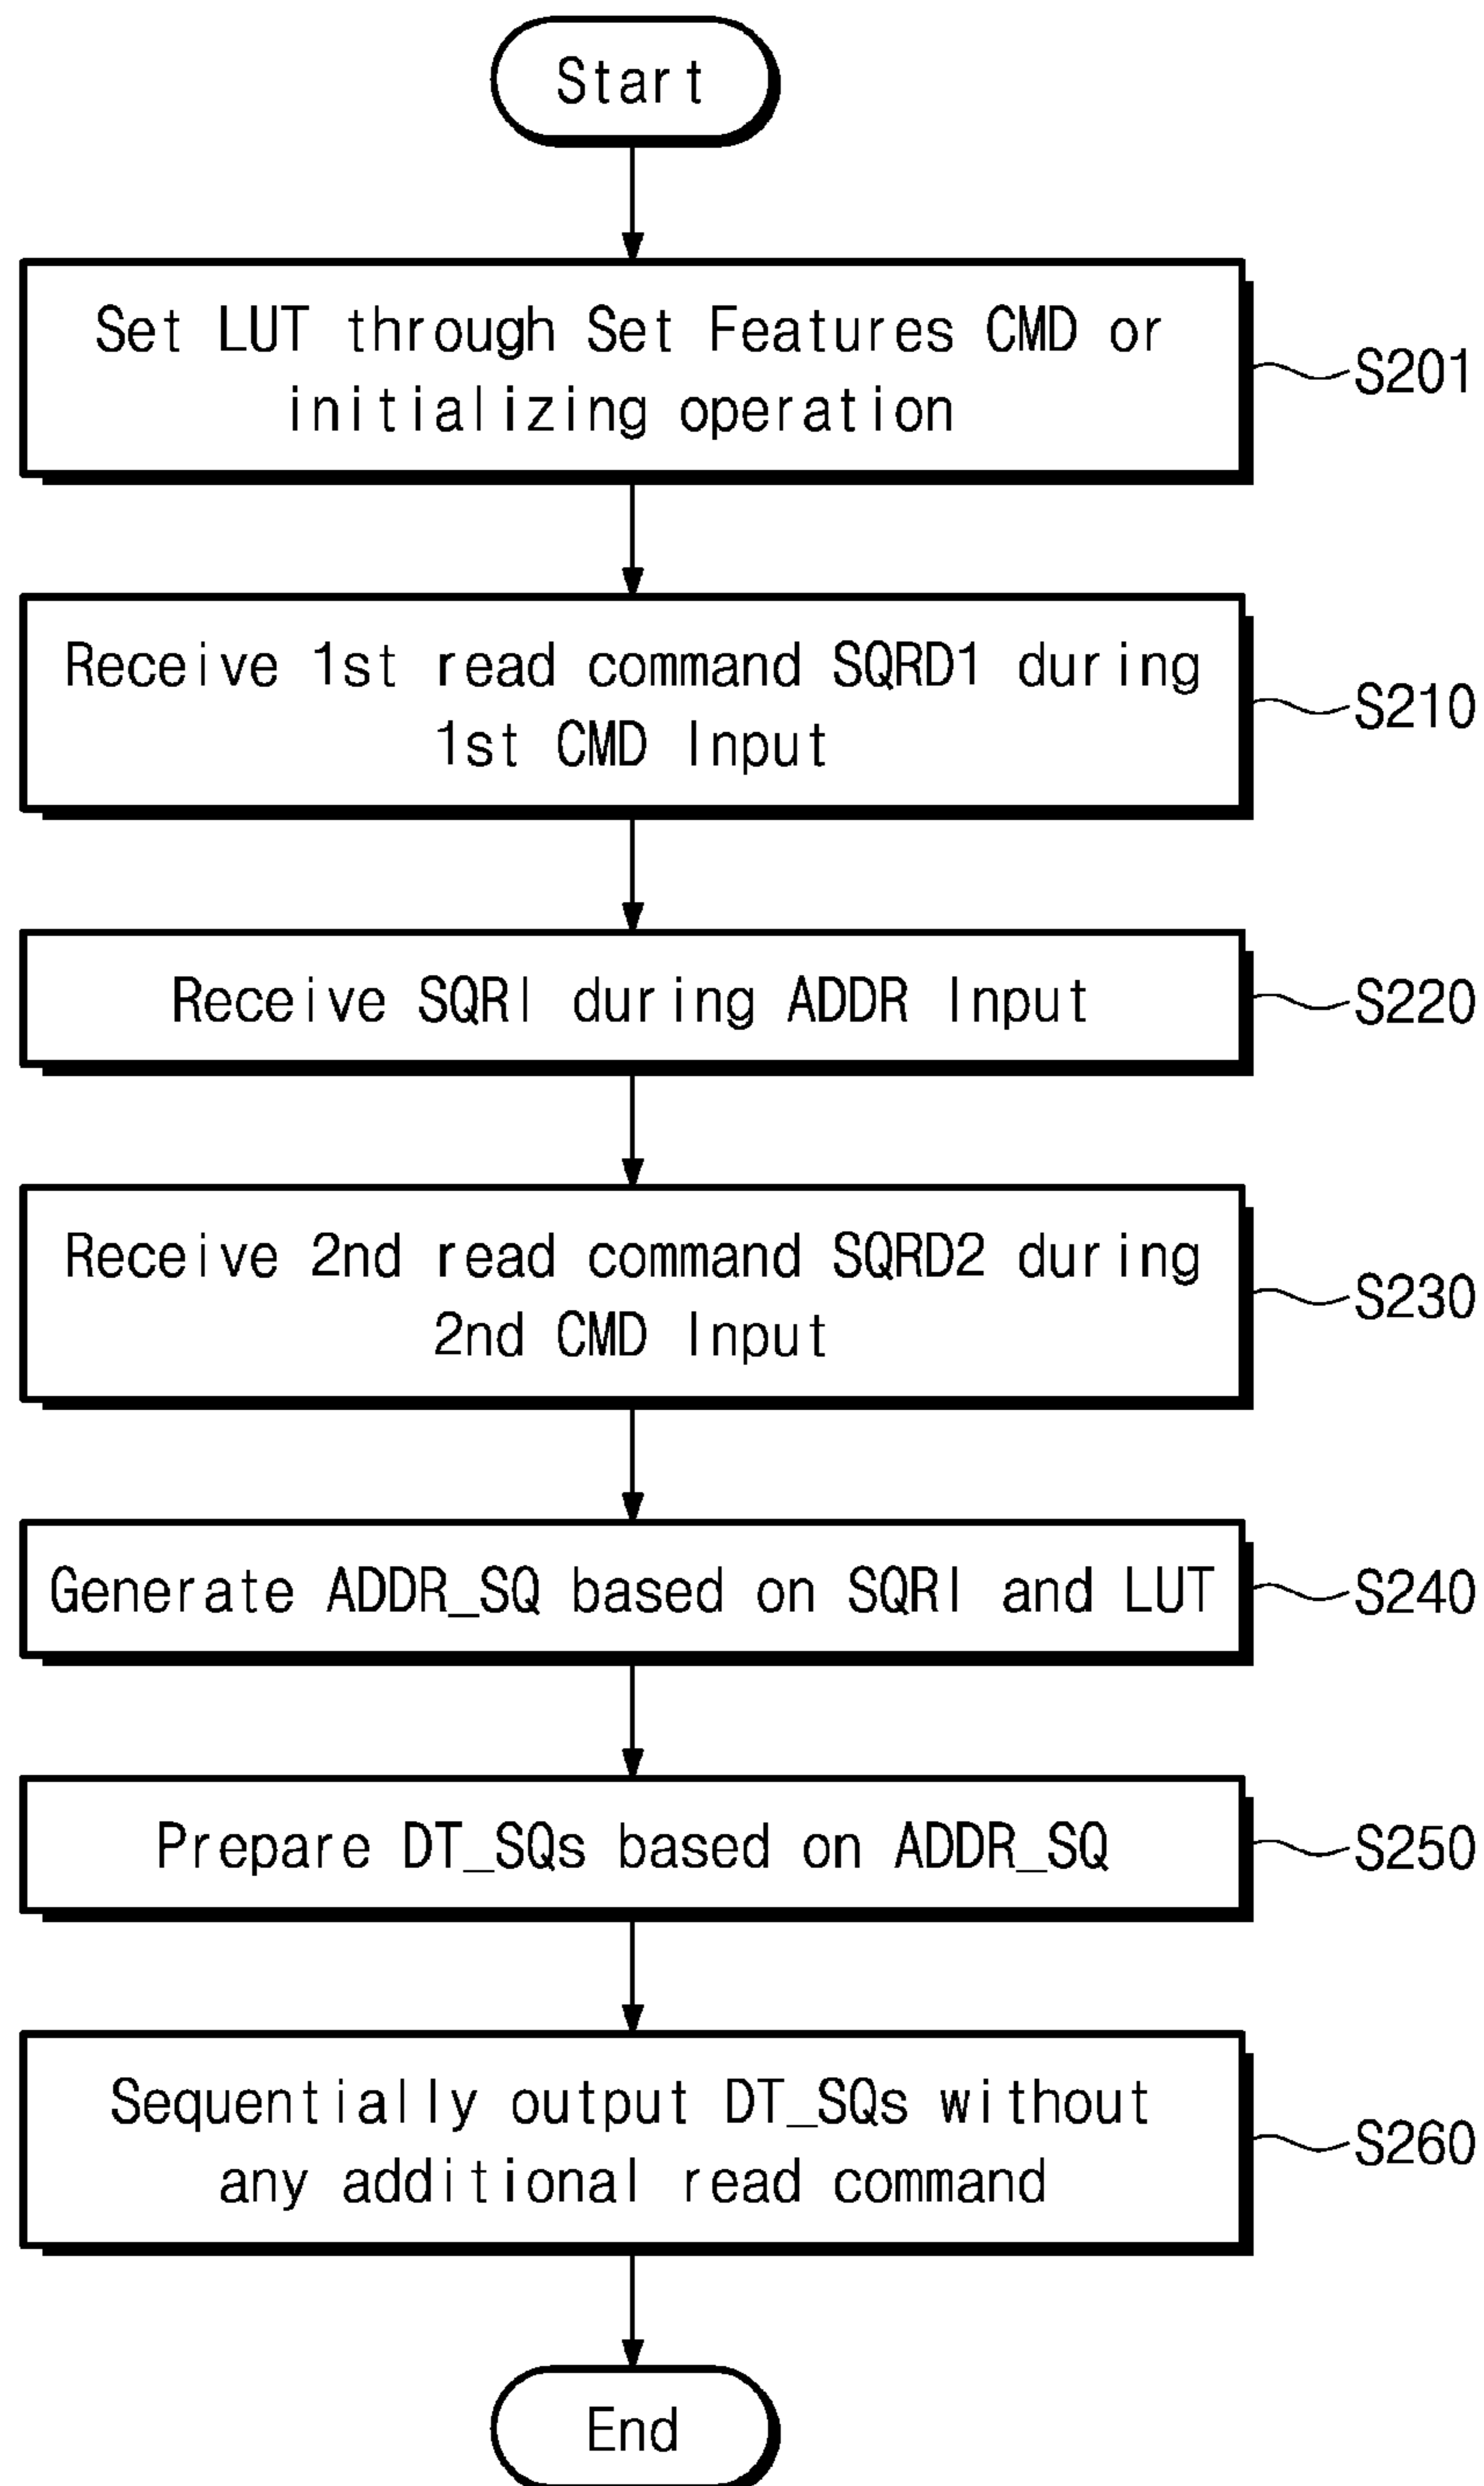 Start
Set LUT through Set Features CMD or
initializing operation
S201
Receive 1st read command SQRD1 during
1st CMD Input
S210
Receive SQRI during ADDR Input
S220
Receive 2nd read command SQRD2 during
2nd CMD Input
S230
Generate ADDR_SQ based on SQRI and LUT
S240
Prepare DT_SQs based on ADDR_SQ
S250
Sequentially output DT_SQs without
any additional read command
S260
End